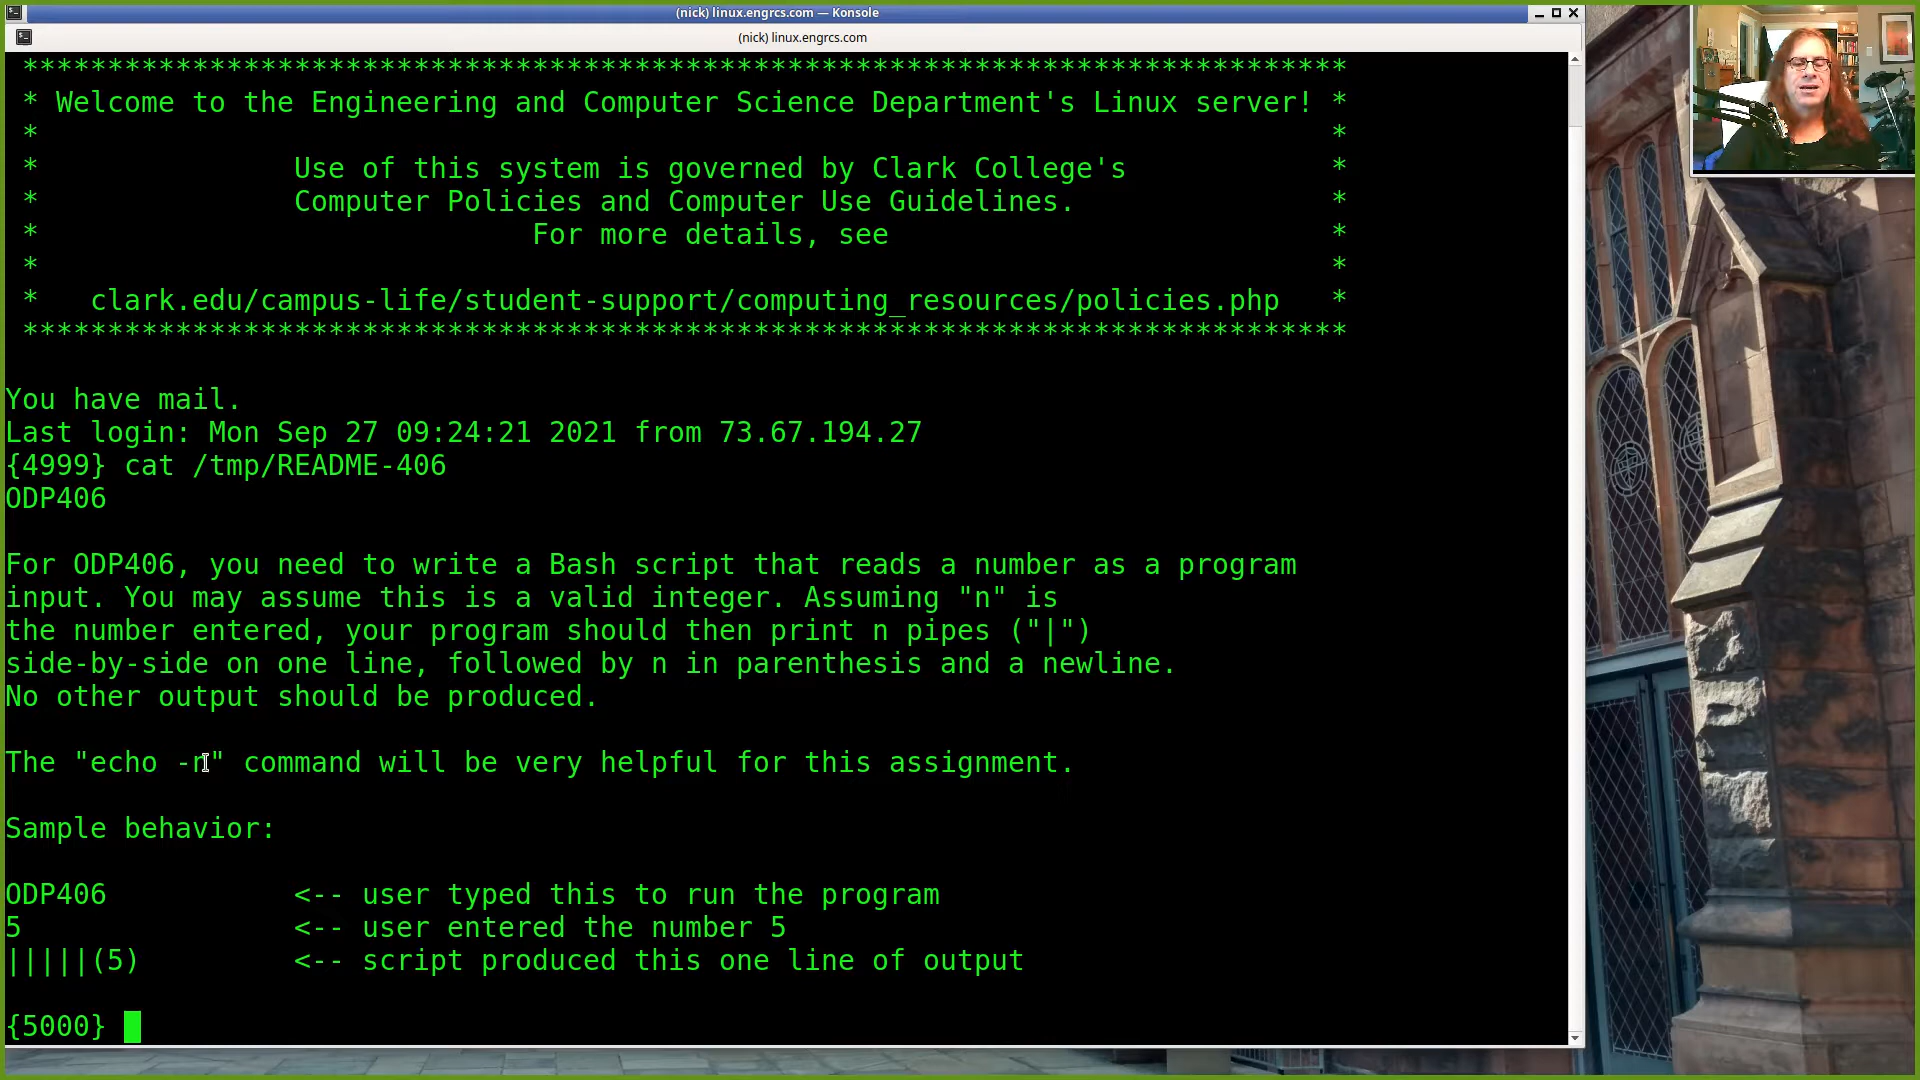 (nick) linux.engrcs.com — Konsole
(nick) linux.engrcs.com
******************************************************************************
* Welcome to the Engineering and Computer Science Department's Linux server! *
* *
* Use of this system is governed by Clark College's *
* Computer Policies and Computer Use Guidelines. *
* For more details, see *
* *
* clark.edu/campus-life/student-support/computing_resources/policies.php *
******************************************************************************
You have mail.
Last login: Mon Sep 27 09:24:21 2021 from 73.67.194.27
{4999} cat /tmp/README-406
ODP406
For ODP406, you need to write a Bash script that reads a number as a program
input. You may assume this is a valid integer. Assuming "n" is
the number entered, your program should then print n pipes ("|")
side-by-side on one line, followed by n in parenthesis and a newline.
No other output should be produced.
The "echo -n" command will be very helpful for this assignment.
Sample behavior:
ODP406 <-- user typed this to run the program
5 <-- user entered the number 5
|||||(5) <-- script produced this one line of output
{5000}